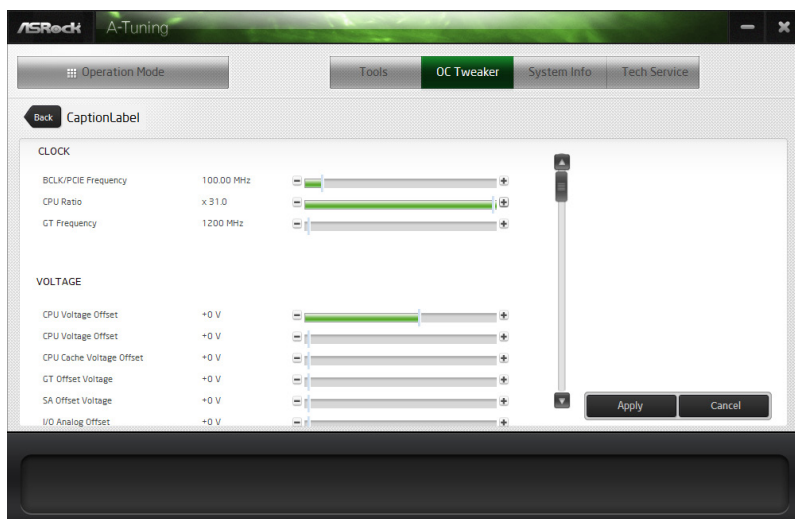 ASRock A-Tuning
Operation Mode Tools OC Tweaker System Info Tech Service
Back CaptionLabel
CLOCK
BCLK/PCIE Frequency 100.00 MHz
CPU Ratio x 31.0
GT Frequency 1200 MHz
VOLTAGE
CPU Voltage Offset +0 V
CPU Voltage Offset +0 V
CPU Cache Voltage Offset +0 V
GT Offset Voltage +0 V
SA Offset Voltage +0 V
I/O Analog Offset +0 V
Apply Cancel